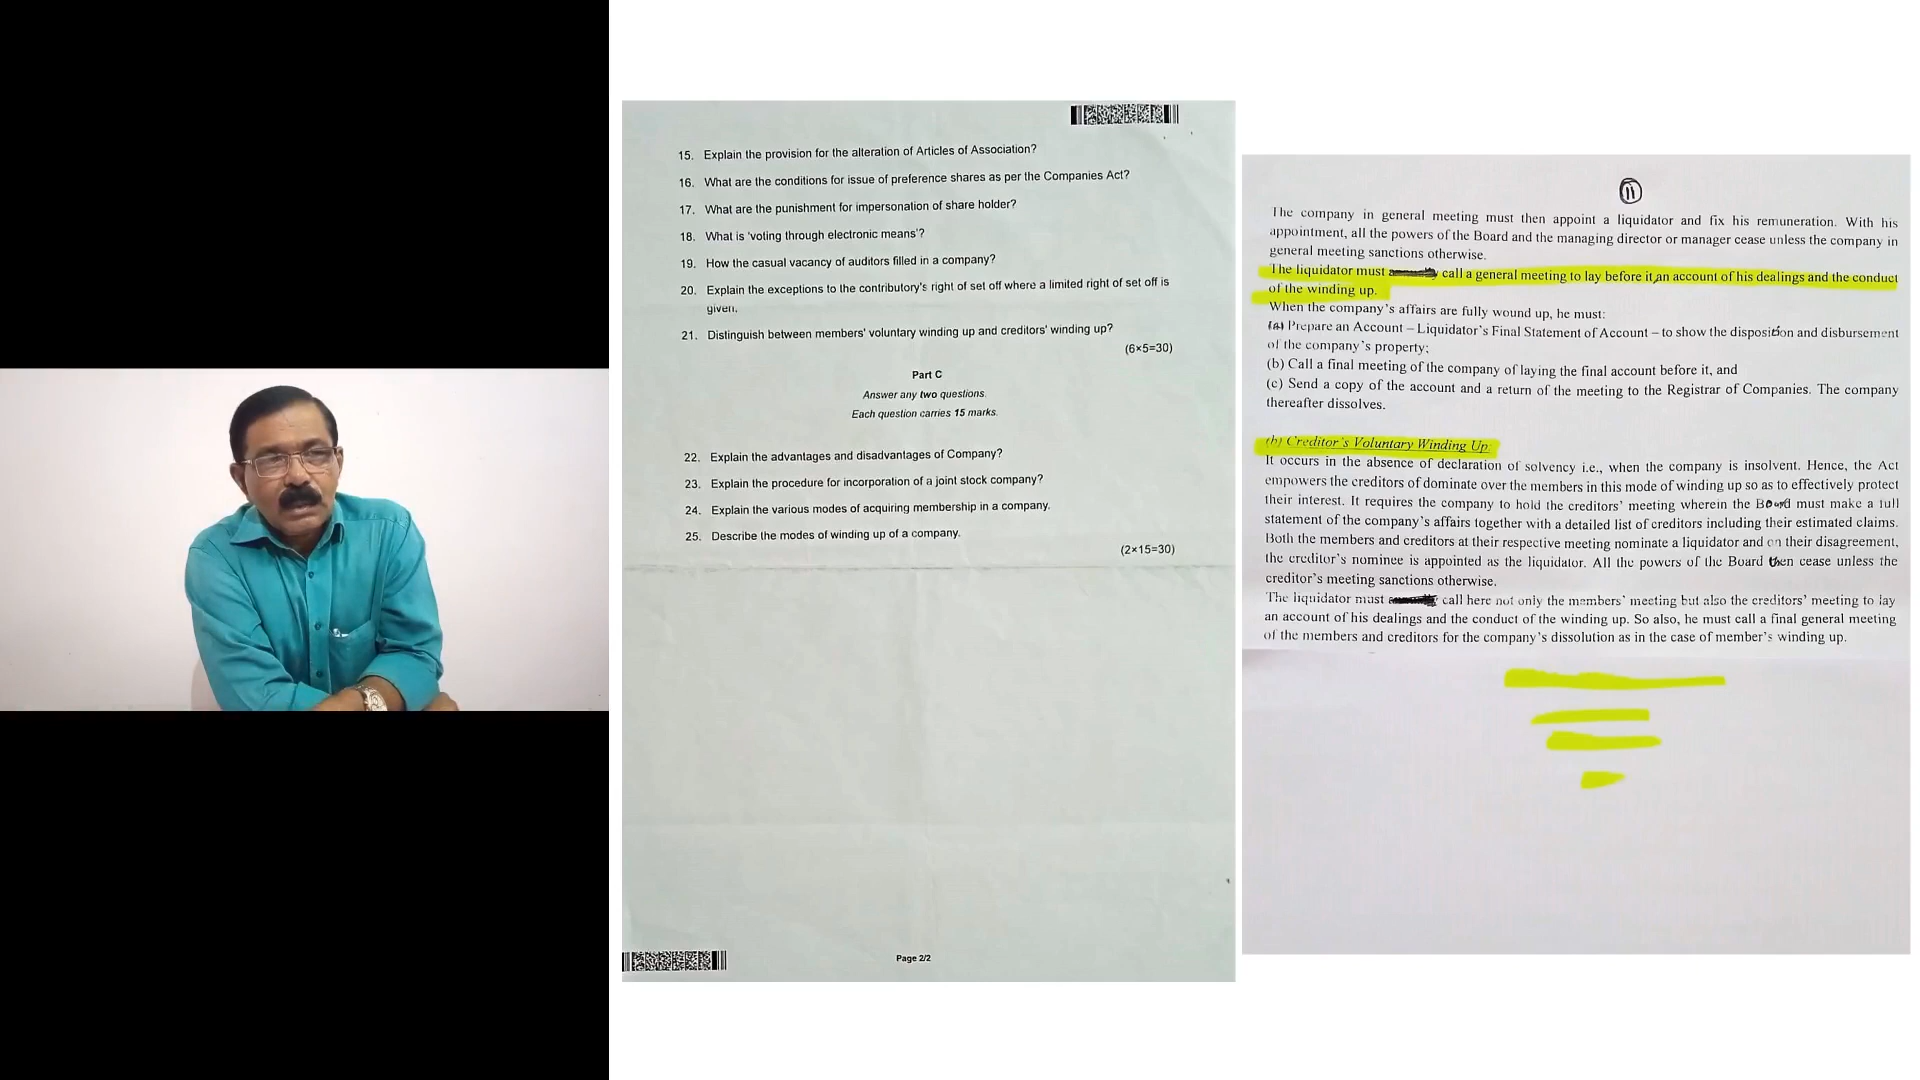 15. Explain the provision for the alteration of Articles of Association?
16. What are the conditions for issue of preference shares as per the Companies Act?
17. What are the punishment for impersonation of share holder?
18. What is ‘voting through electronic means’?
19. How the casual vacancy of auditors filled in a company?
20. Explain the exceptions to the contributory's right of set off where a limited right of set off is
given.
21. Distinguish between members' voluntary winding up and creditors' winding up?
(6×5=30)
Part C
Answer any two questions.
Each question carries 15 marks.
22. Explain the advantages and disadvantages of Company?
23. Explain the procedure for incorporation of a joint stock company?
24. Explain the various modes of acquiring membership in a company.
25. Describe the modes of winding up of a company.
(2×15=30)
Page 2/2
11
The company in general meeting must then appoint a liquidator and fix his remuneration. With his
appointment, all the powers of the Board and the managing director or manager cease unless the company in
general meeting sanctions otherwise.
The liquidator must call a general meeting to lay before it, an account of his dealings and the conduct
of the winding up.
When the company’s affairs are fully wound up, he must:
(a) Prepare an Account – Liquidator’s Final Statement of Account – to show the disposition and disbursement
of the company’s property;
(b) Call a final meeting of the company of laying the final account before it, and
(c) Send a copy of the account and a return of the meeting to the Registrar of Companies. The company
thereafter dissolves.
(b) Creditor’s Voluntary Winding Up:
It occurs in the absence of declaration of solvency i.e., when the company is insolvent. Hence, the Act
empowers the creditors of dominate over the members in this mode of winding up so as to effectively protect
their interest. It requires the company to hold the creditors’ meeting wherein the Board must make a full
statement of the company’s affairs together with a detailed list of creditors including their estimated claims.
Both the members and creditors at their respective meeting nominate a liquidator and on their disagreement,
the creditor’s nominee is appointed as the liquidator. All the powers of the Board then cease unless the
creditor’s meeting sanctions otherwise.
The liquidator must call here not only the members’ meeting but also the creditors’ meeting to lay
an account of his dealings and the conduct of the winding up. So also, he must call a final general meeting
of the members and creditors for the company’s dissolution as in the case of member’s winding up.